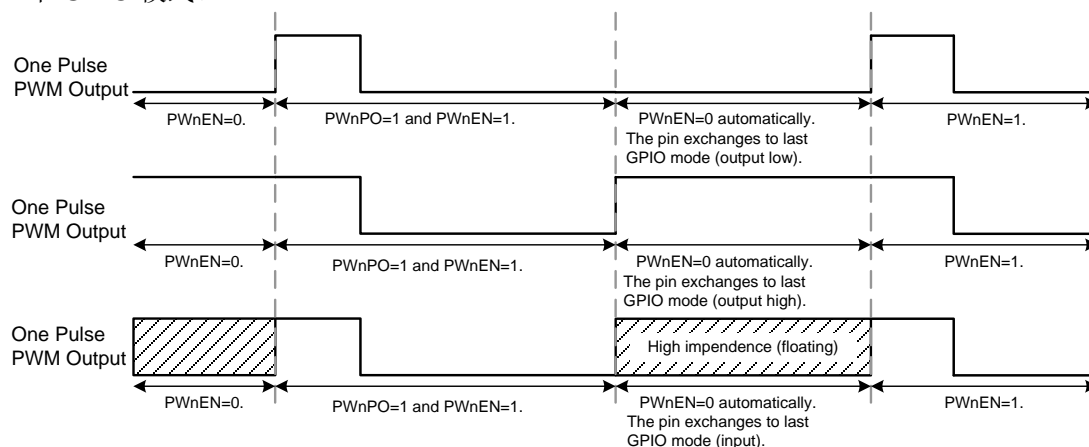 One Pulse
PWM Output
PWnEN=0.
PWnPO=1 and PWnEN=1.
PWnEN=0 automatically.
The pin exchanges to last
GPIO mode (output low).
PWnEN=1.
One Pulse
PWM Output
PWnEN=0.
PWnPO=1 and PWnEN=1.
PWnEN=0 automatically.
The pin exchanges to last
GPIO mode (output high).
PWnEN=1.
One Pulse
PWM Output
High impendence (floating)
PWnEN=0.
PWnPO=1 and PWnEN=1.
PWnEN=0 automatically.
The pin exchanges to last
GPIO mode (input).
PWnEN=1.